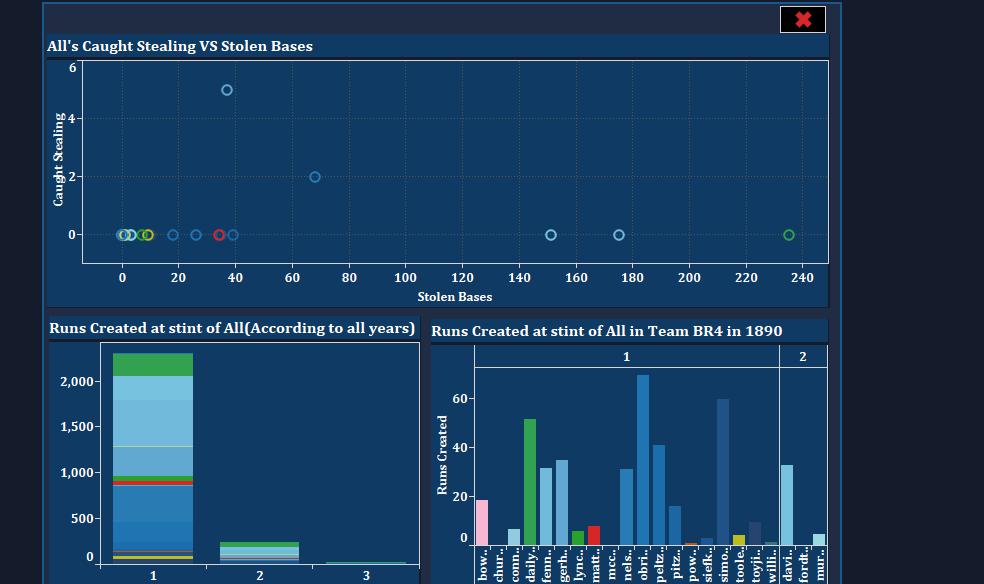 All's Caught Stealing VS Stolen Bases
6
4
2
0
Caught Stealing
0 20 40 60 80 100 120 140 160 180 200 220 240
Stolen Bases
Runs Created at stint of All(According to all years)
2,000
1,500
1,000
500
0
1 2 3
Runs Created at stint of All in Team BR4 in 1890
1 2
60
40
20
0
Runs Created
bow.. chur.. conn.. daily.. fenn.. gerh.. lync.. matt.. mcc.. nels.. obri.. peltz.. pitz.. pow.. siefk.. simo.. toole.. toyji.. willi.. davi.. fordt.. mur..